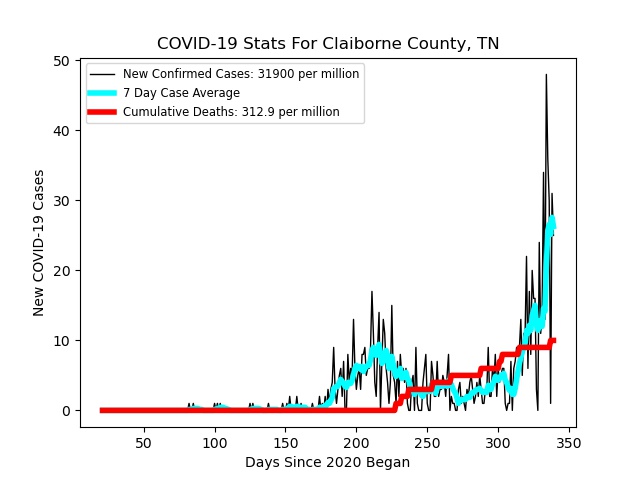 COVID-19 Stats For Claiborne County, TN
New Confirmed Cases: 31900 per million
7 Day Case Average
Cumulative Deaths: 312.9 per million
New COVID-19 Cases
50
40
30
20
10
0
50 100 150 200 250 300 350
Days Since 2020 Began